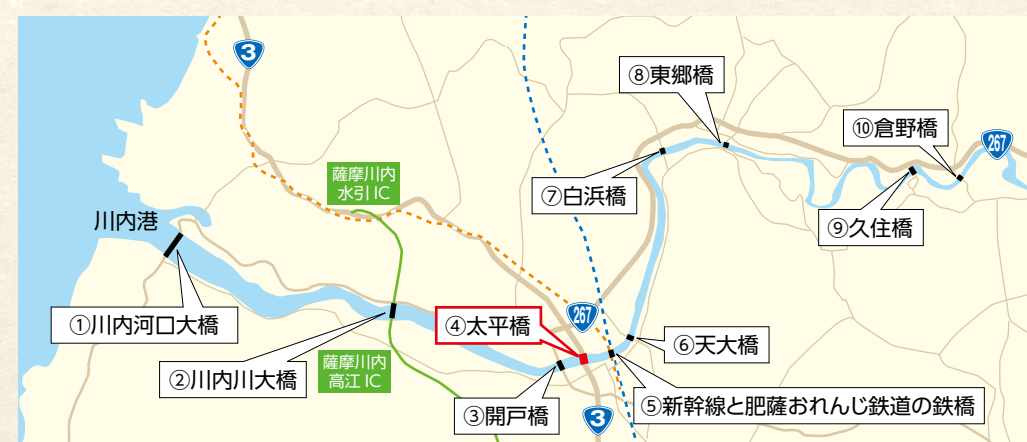 3
⑧東郷橋
⑩倉野橋
267
薩摩川内
水引 IC
⑦白浜橋
川内港
⑨久住橋
①川内河口大橋
④太平橋
267
⑥天大橋
②川内川大橋
薩摩川内
高江 IC
③開戸橋
3
⑤新幹線と肥薩おれんじ鉄道の鉄橋